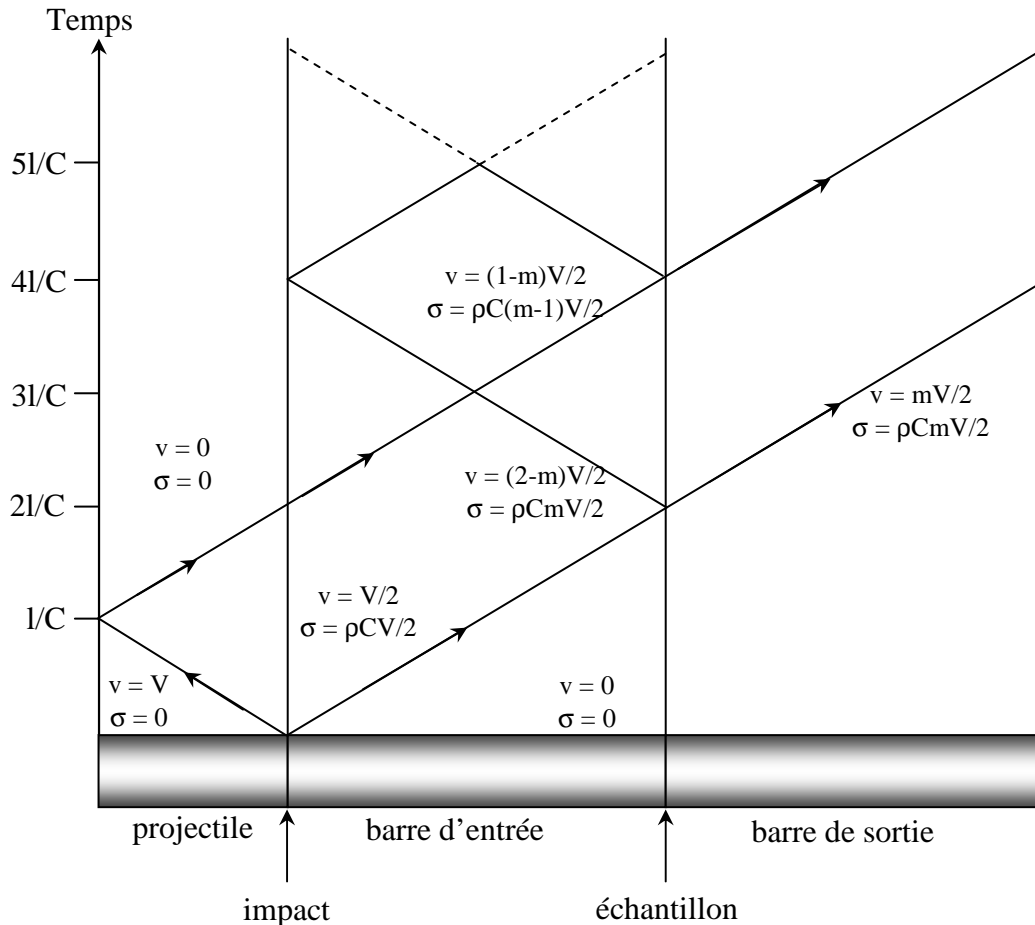 Temps
5l/C
4l/C
3l/C
2l/C
l/C
v = (1-m)V/2
σ = ρC(m-1)V/2
v = mV/2
σ = ρCmV/2
v = 0
σ = 0
v = (2-m)V/2
σ = ρCmV/2
v = V/2
σ = ρCV/2
v = V
σ = 0
v = 0
σ = 0
projectile
barre d’entrée
barre de sortie
impact
échantillon